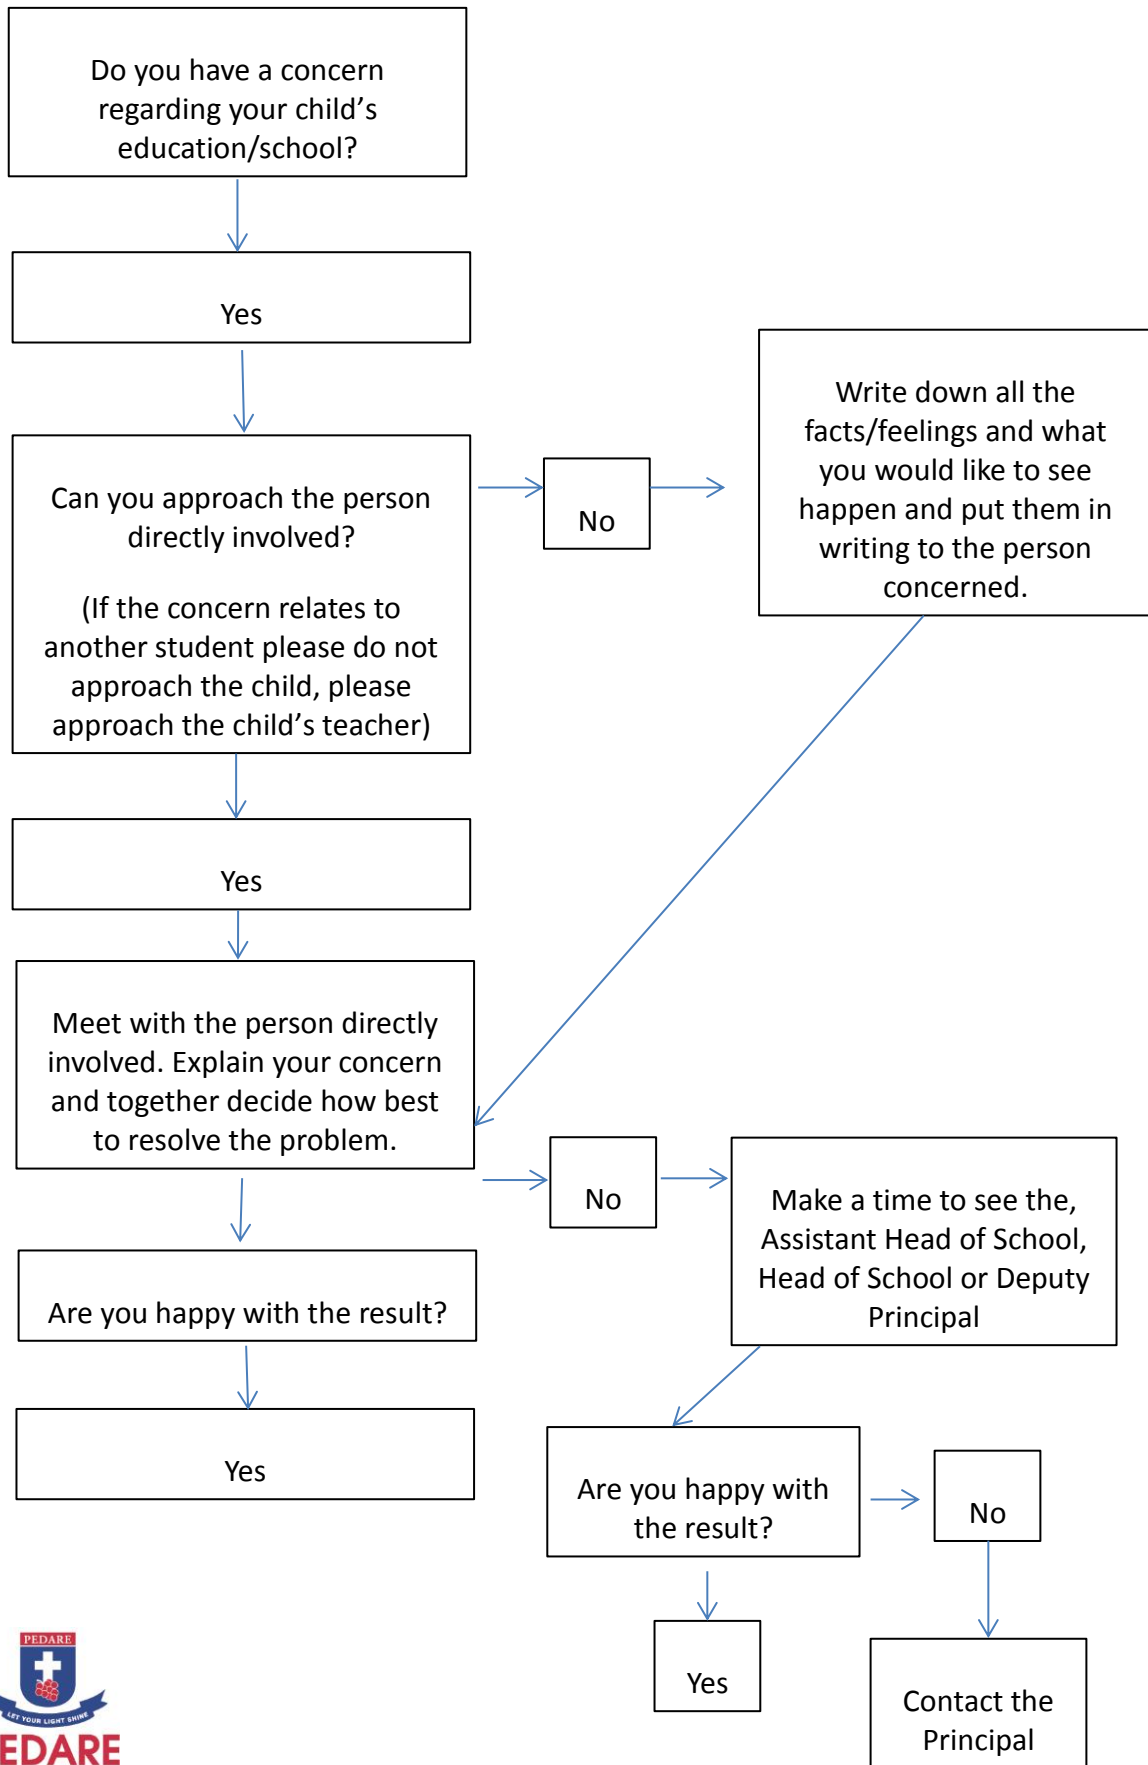 Do you have a concern
regarding your child’s
education/school?
Yes
Can you approach the person
directly involved?
(If the concern relates to
another student please do not
approach the child, please
approach the child’s teacher)
No
Write down all the
facts/feelings and what
you would like to see
happen and put them in
writing to the person
concerned.
Yes
Meet with the person directly
involved. Explain your concern
and together decide how best
to resolve the problem.
No
Make a time to see the,
Assistant Head of School,
Head of School or Deputy
Principal
Are you happy with the result?
Yes
Are you happy with
the result?
No
Yes
Contact the
Principal
PEDARE
LET YOUR LIGHT SHINE
EDARE